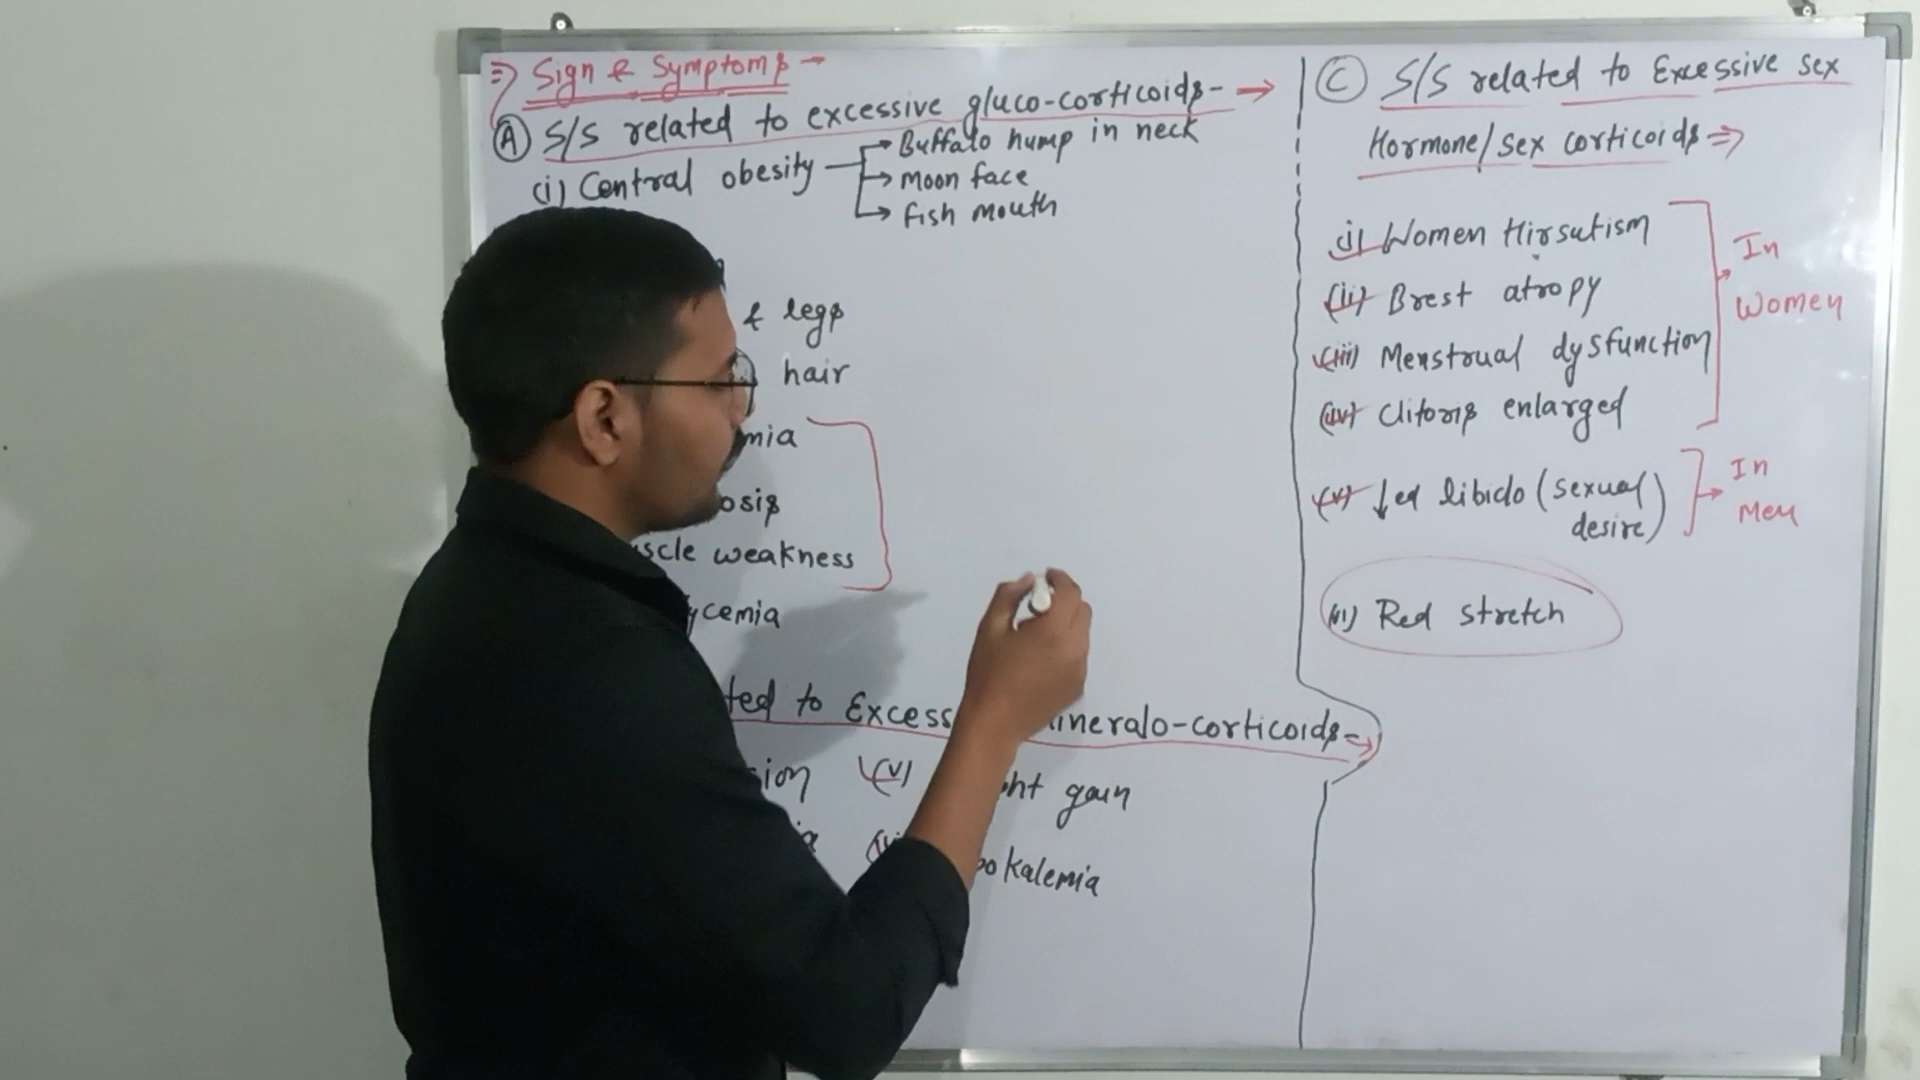 ⇒ Sign & Symptoms →
(A) S/S related to excessive gluco-corticoids- →
(i) Central obesity → Buffalo hump in neck
→ Moon face
→ fish mouth
& legs
hair
mia
osis
scle weakness
ycemia
ted to Excess ineralo-corticoids- →
sion (v) ght gain
kalemia
(C) S/S related to Excessive sex
Hormone/sex corticoids ⇒
(i) Women Hirsutism
(ii) Brest atropy
(iii) Menstrual dysfunction
(iv) Clitoris enlarged
→ In
Women
(v) ↓ed libido (sexual
desire)
→ In
Men
(vi) Red stretch